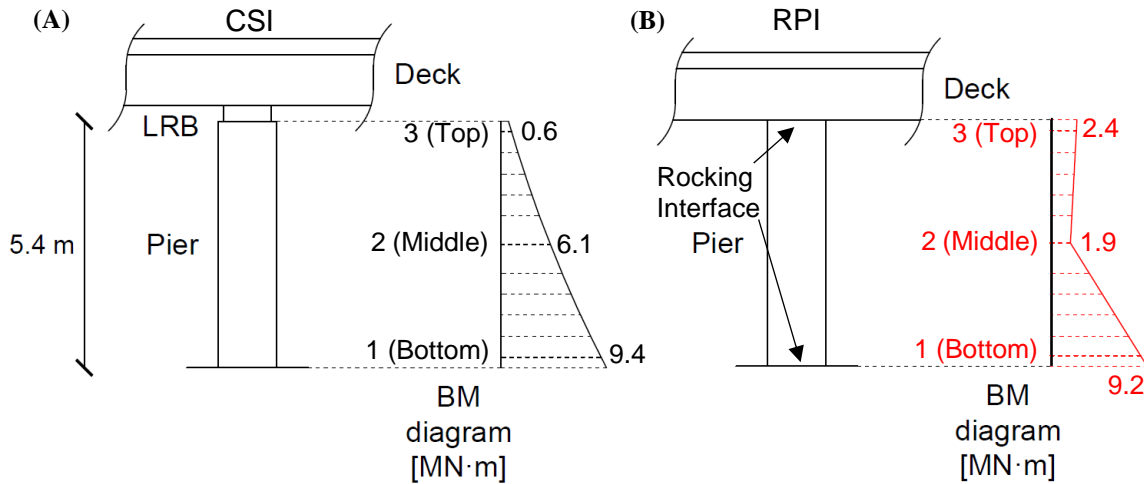 (A)
CSI
Deck
LRB
3 (Top)
0.6
5.4 m
Pier
2 (Middle)
6.1
1 (Bottom)
9.4
BM
diagram
[MN·m]
(B)
RPI
Deck
3 (Top)
2.4
Rocking
Interface
Pier
2 (Middle)
1.9
1 (Bottom)
9.2
BM
diagram
[MN·m]